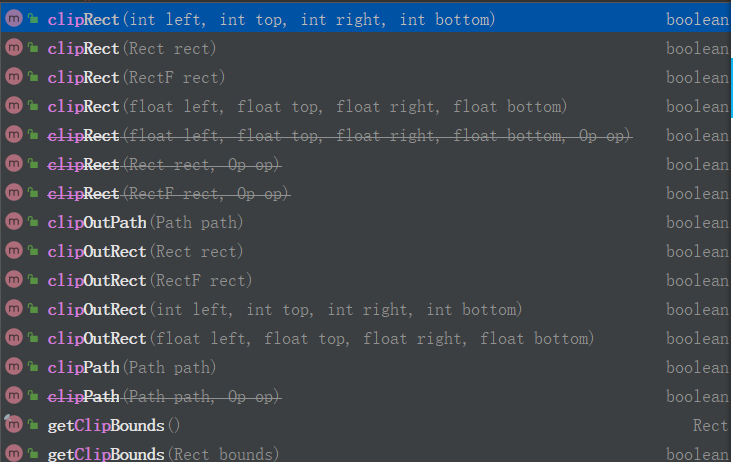 clipRect(int left, int top, int right, int bottom) boolean
clipRect(Rect rect) boolean
clipRect(RectF rect) boolean
clipRect(float left, float top, float right, float bottom) boolean
clipRect(float left, float top, float right, float bottom, Op op) boolean
clipRect(Rect rect, Op op) boolean
clipRect(RectF rect, Op op) boolean
clipOutPath(Path path) boolean
clipOutRect(Rect rect) boolean
clipOutRect(RectF rect) boolean
clipOutRect(int left, int top, int right, int bottom) boolean
clipOutRect(float left, float top, float right, float bottom) boolean
clipPath(Path path) boolean
clipPath(Path path, Op op) boolean
getClipBounds() Rect
getClipBounds(Rect bounds) boolean